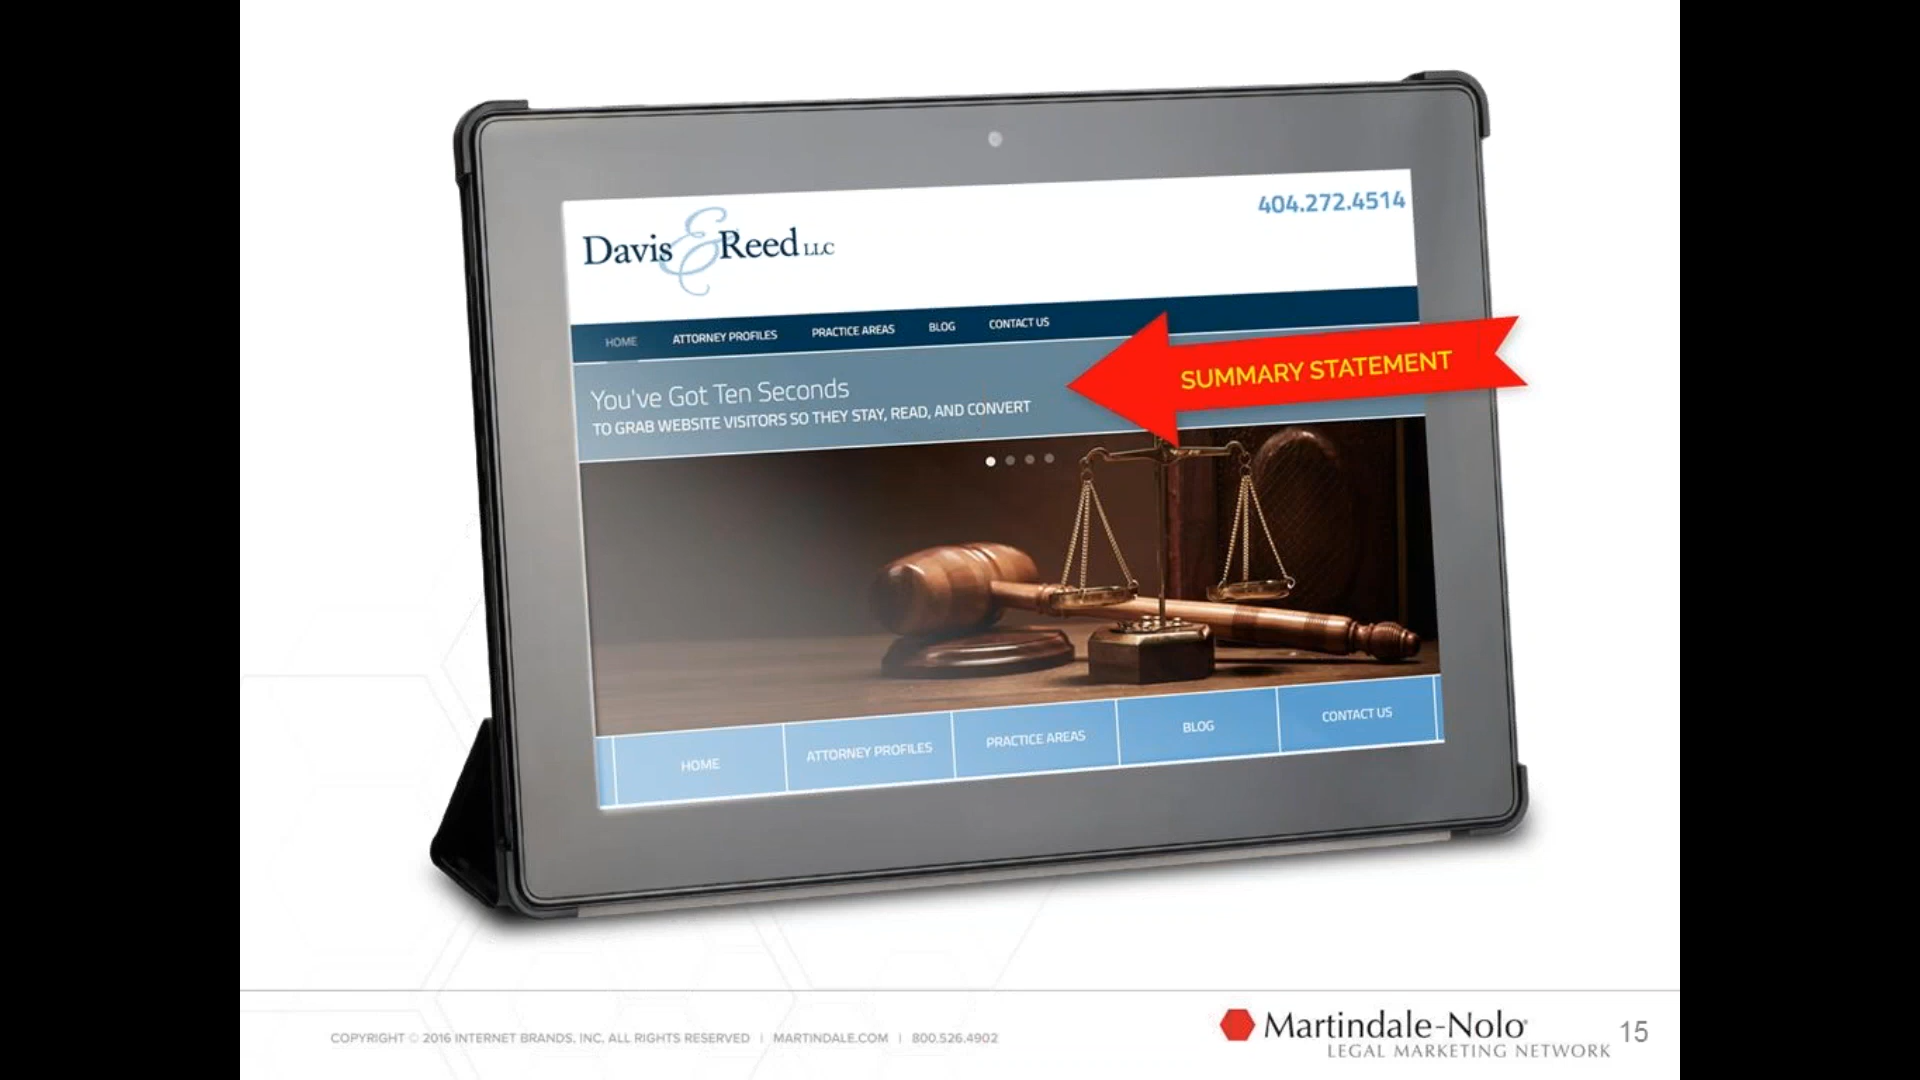 404.272.4514
Davis & Reed LLC
HOME ATTORNEY PROFILES PRACTICE AREAS BLOG CONTACT US
You've Got Ten Seconds
TO GRAB WEBSITE VISITORS SO THEY STAY, READ, AND CONVERT
SUMMARY STATEMENT
HOME ATTORNEY PROFILES PRACTICE AREAS BLOG CONTACT US
COPYRIGHT © 2016 INTERNET BRANDS, INC. ALL RIGHTS RESERVED | MARTINDALE.COM | 800.526.4902
Martindale-Nolo®
LEGAL MARKETING NETWORK
15